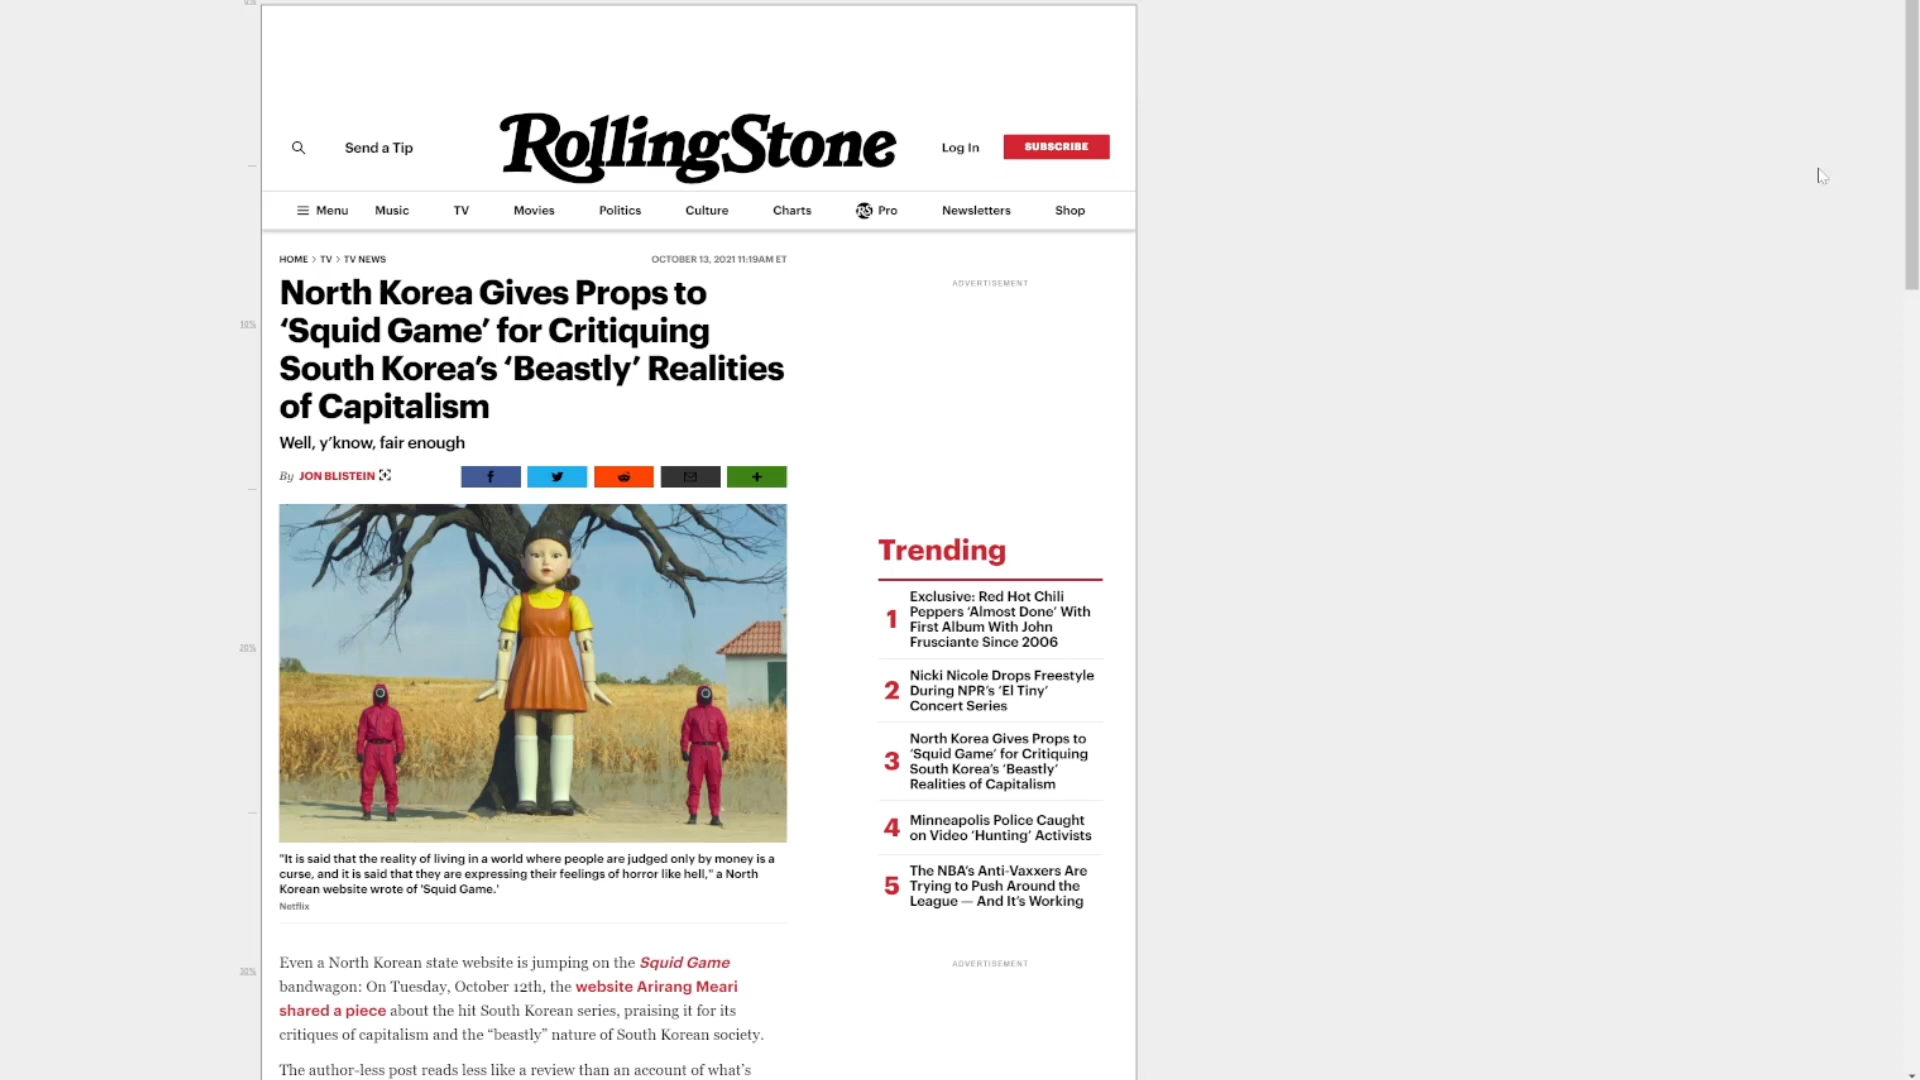 RollingStone
Send a Tip
Log In
SUBSCRIBE
Menu
Music
TV
Movies
Politics
Culture
Charts
RS Pro
Newsletters
Shop
HOME > TV > TV NEWS
OCTOBER 13, 2021 11:19AM ET
North Korea Gives Props to
‘Squid Game’ for Critiquing
South Korea’s ‘Beastly’ Realities
of Capitalism
Well, y’know, fair enough
By JON BLISTEIN
"It is said that the reality of living in a world where people are judged only by money is a
curse, and it is said that they are expressing their feelings of horror like hell," a North
Korean website wrote of 'Squid Game.'
Netflix
Even a North Korean state website is jumping on the Squid Game
bandwagon: On Tuesday, October 12th, the website Arirang Meari
shared a piece about the hit South Korean series, praising it for its
critiques of capitalism and the “beastly” nature of South Korean society.
The author-less post reads less like a review than an account of what’s
ADVERTISEMENT
Trending
1
Exclusive: Red Hot Chili
Peppers ‘Almost Done’ With
First Album With John
Frusciante Since 2006
2
Nicki Nicole Drops Freestyle
During NPR’s ‘El Tiny’
Concert Series
3
North Korea Gives Props to
‘Squid Game’ for Critiquing
South Korea’s ‘Beastly’
Realities of Capitalism
4
Minneapolis Police Caught
on Video ‘Hunting’ Activists
5
The NBA’s Anti-Vaxxers Are
Trying to Push Around the
League — And It’s Working
ADVERTISEMENT
10%
20%
30%